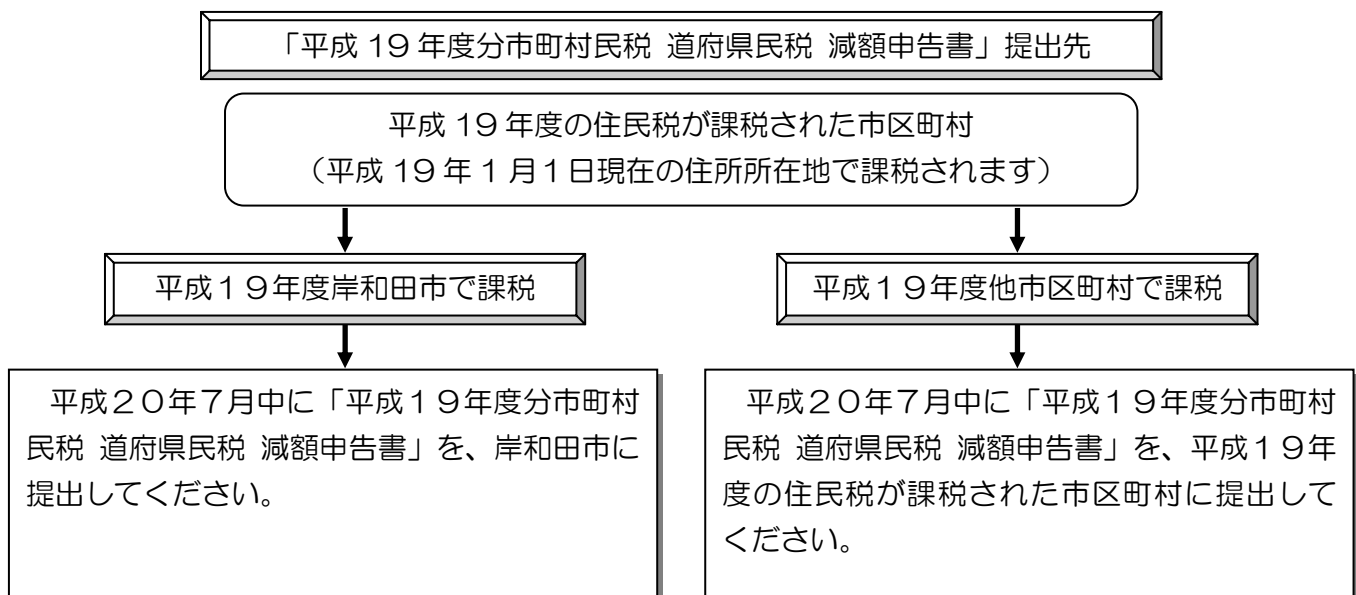 「平成 19 年度分市町村民税 道府県民税 減額申告書」提出先
平成 19 年度の住民税が課税された市区町村
（平成 19 年 1 月1日現在の住所所在地で課税されます）
平成１９年度岸和田市で課税
平成１９年度他市区町村で課税
平成２０年７月中に「平成１９年度分市町村
民税 道府県民税 減額申告書」を、岸和田市に
提出してください。
平成２０年７月中に「平成１９年度分市町村
民税 道府県民税 減額申告書」を、平成１９年
度の住民税が課税された市区町村に提出して
ください。